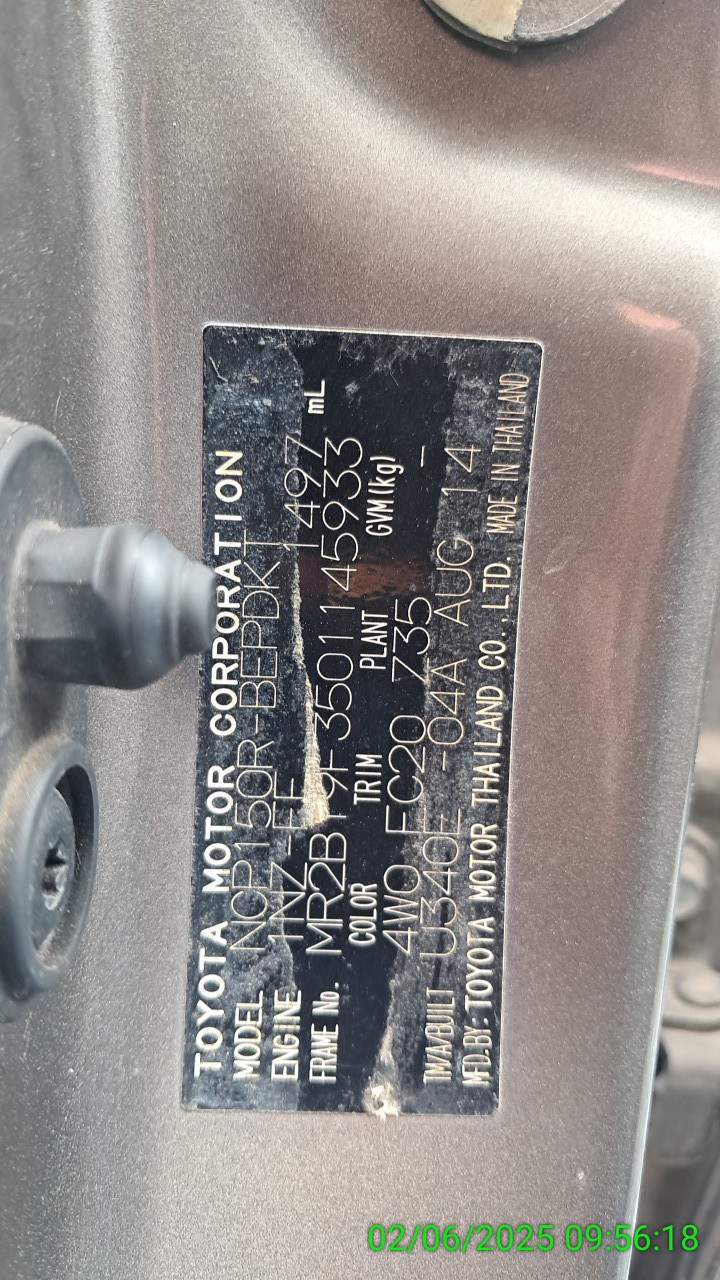 TOYOTA MOTOR CORPORATION
MODEL NCP150R-BEPDKT
ENGINE 1NZ-FE 1497 mL
FRAME No. MR2BT9F3501145933
COLOR TRIM PLANT GVM(kg)
4W0 FC20 Z35 -
TM/A/BUILT U340E -04A AUG 14
MFD.BY: TOYOTA MOTOR THAILAND CO.,LTD. MADE IN THAILAND
02/06/2025 09:56:18